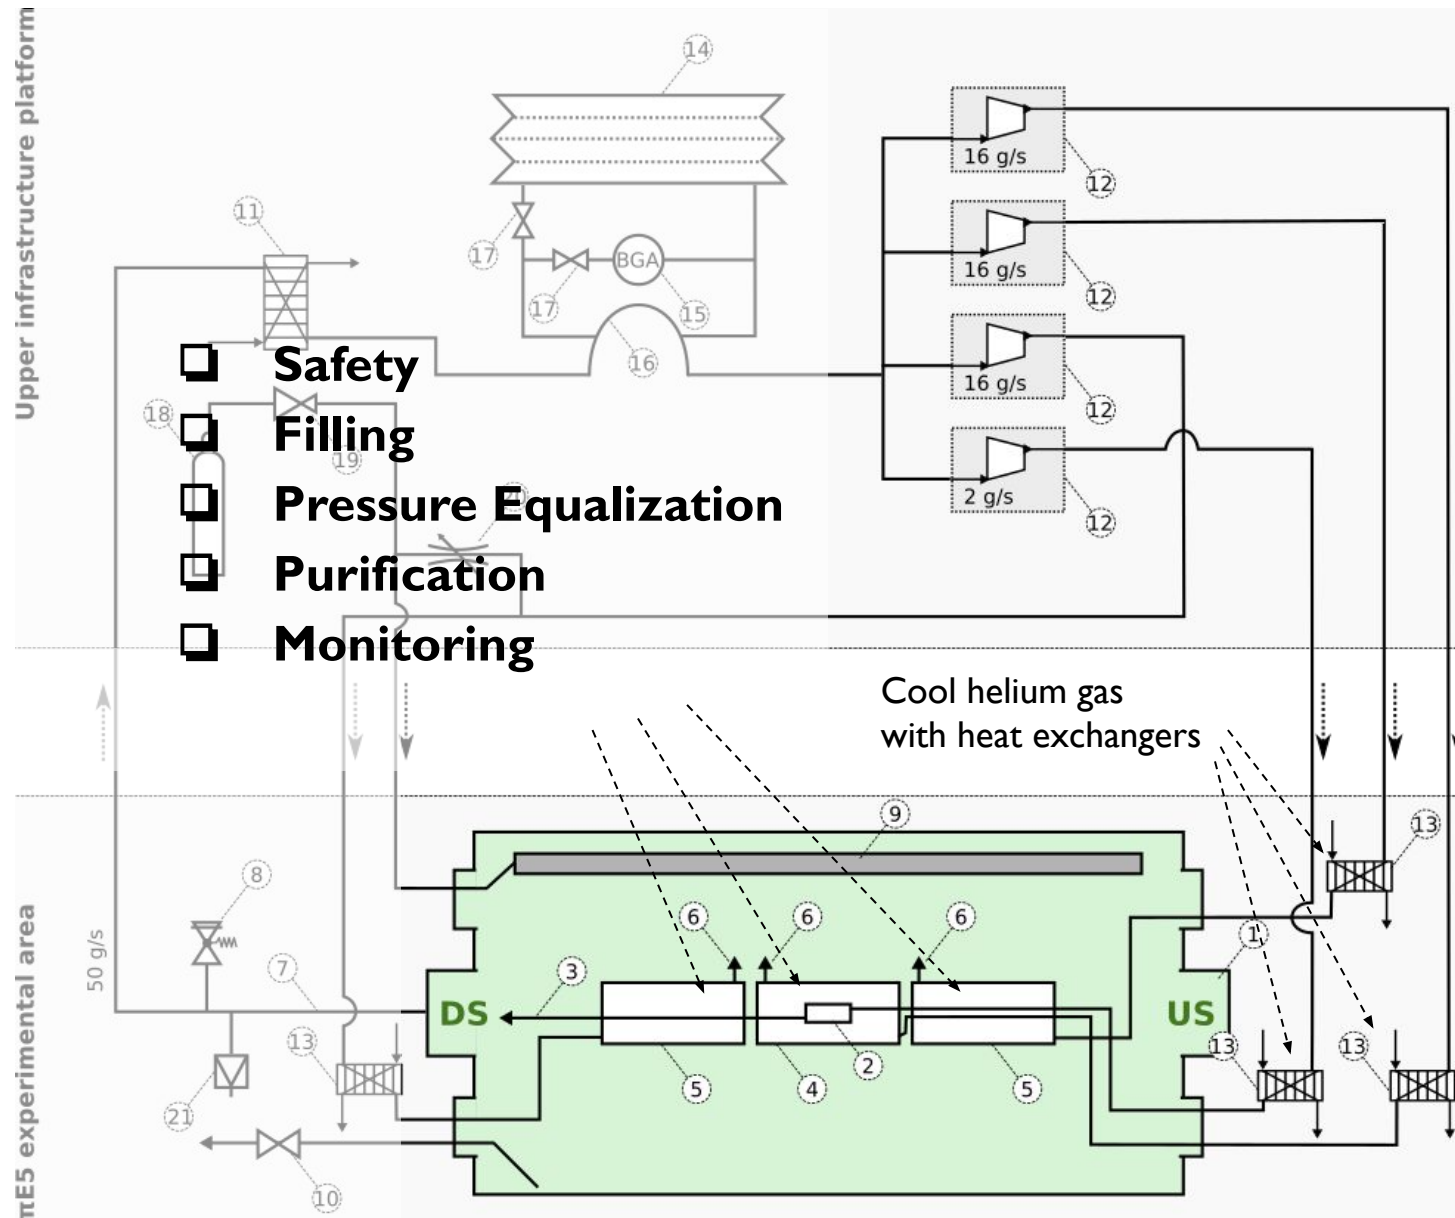 Upper infrastructure platform
14
16 g/s
12
11
17
BGA
17
15
16
16 g/s
12
16 g/s
12
2 g/s
12
18
19
20
Safety
Filling
Pressure Equalization
Purification
Monitoring
Cool helium gas
with heat exchangers
πE5 experimental area
50 g/s
8
7
13
21
10
9
6
6
6
3
DS
US
1
2
5
4
5
13
13
13